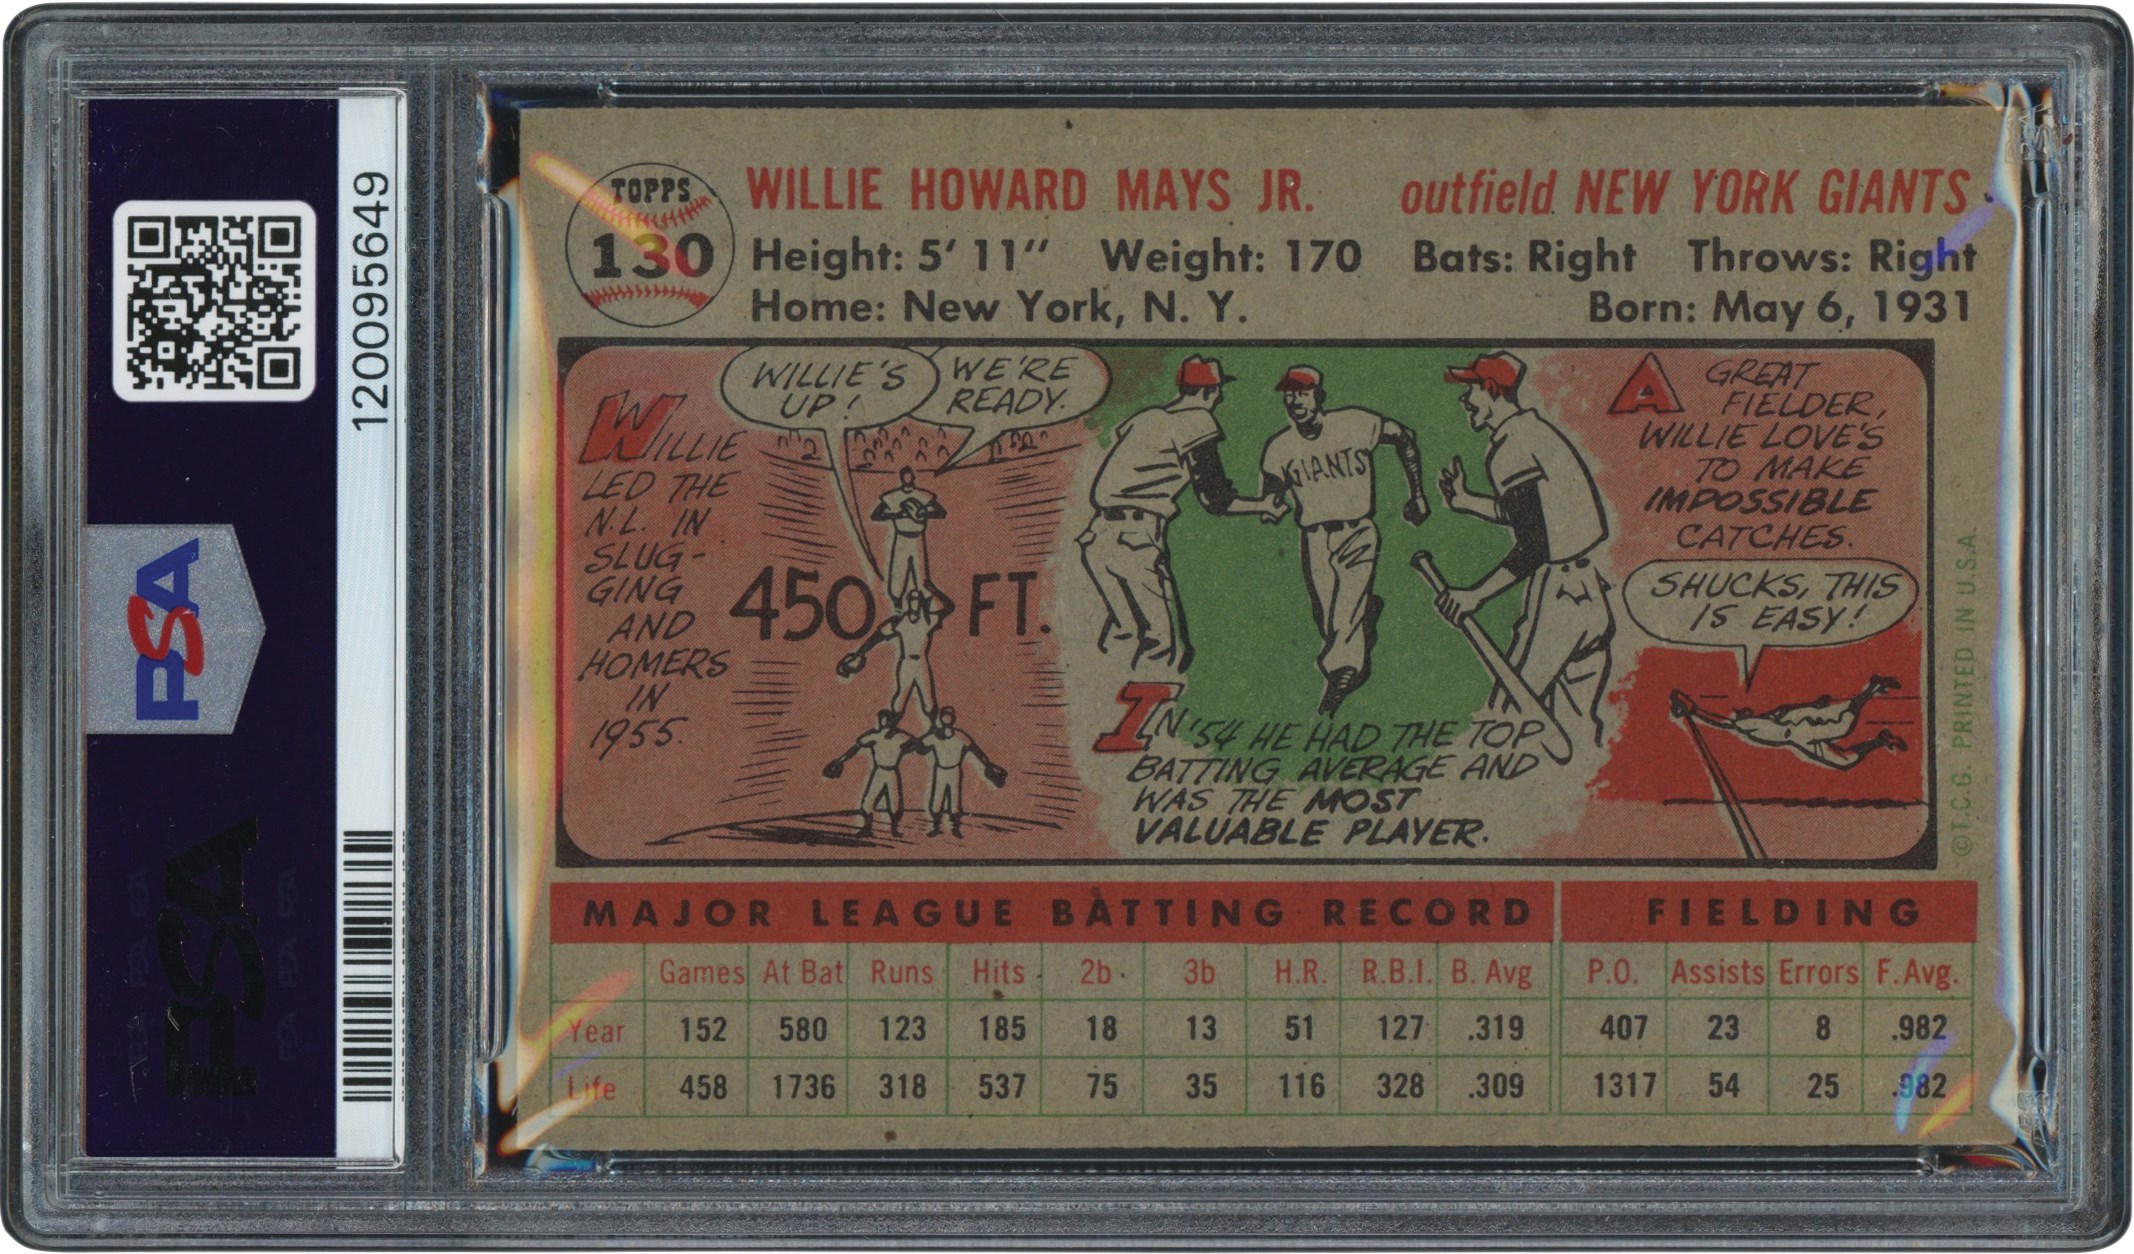 120095649
PSA
PSA
TOPPS
130
WILLIE HOWARD MAYS JR. outfield NEW YORK GIANTS
Height: 5' 11" Weight: 170 Bats: Right Throws: Right
Home: New York, N. Y. Born: May 6, 1931
WILLIE
LED THE
N.L. IN
SLUG-
GING
AND
HOMERS
IN
1955.
WILLIE'S
UP!
WE'RE
READY.
450 FT.
GIANTS
IN '54 HE HAD THE TOP
BATTING AVERAGE AND
WAS THE MOST
VALUABLE PLAYER.
A GREAT
FIELDER,
WILLIE LOVE'S
TO MAKE
IMPOSSIBLE
CATCHES.
SHUCKS, THIS
IS EASY!
©T.C.G. PRINTED IN U.S.A.
MAJOR LEAGUE BATTING RECORD FIELDING
Games At Bat Runs Hits 2b 3b H.R. R.B.I. B. Avg P.O. Assists Errors F. Avg.
Year 152 580 123 185 18 13 51 127 .319 407 23 8 .982
Life 458 1736 318 537 75 35 116 328 .309 1317 54 25 .982